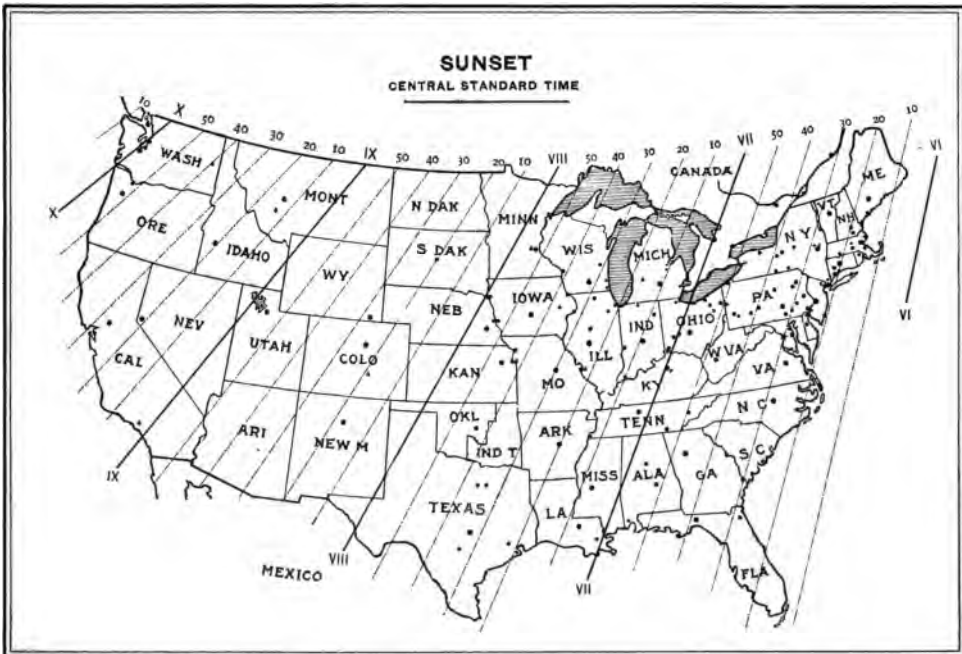 SUNSET
CENTRAL STANDARD TIME
10 X 50 40 30 20 10 IX 50 40 30 20 10 VIII 50 40 30 20 10 VII 50 40 30 20 10 VI
CANADA
WASH
MONT
N DAK
MINN
ME
VT
NH
X
ORE
IDAHO
S DAK
WIS
MICH
N Y
WY
IOWA
PA
VI
NEV
NEB
ILL
IND
OHIO
CAL
UTAH
COLO
KAN
MO
W VA
VA
KY
ARI
NEW M
OKL
IND T
ARK
TENN
N C
S C
IX
TEXAS
LA
MISS
ALA
GA
VIII
MEXICO
VII
FLA